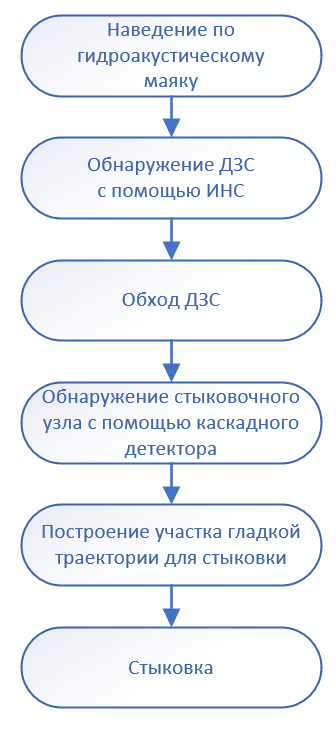 Наведение по
гидроакустическому
маяку
Обнаружение ДЗС
с помощью ИНС
Обход ДЗС
Обнаружение стыковочного
узла с помощью каскадного
детектора
Построение участка гладкой
траектории для стыковки
Стыковка